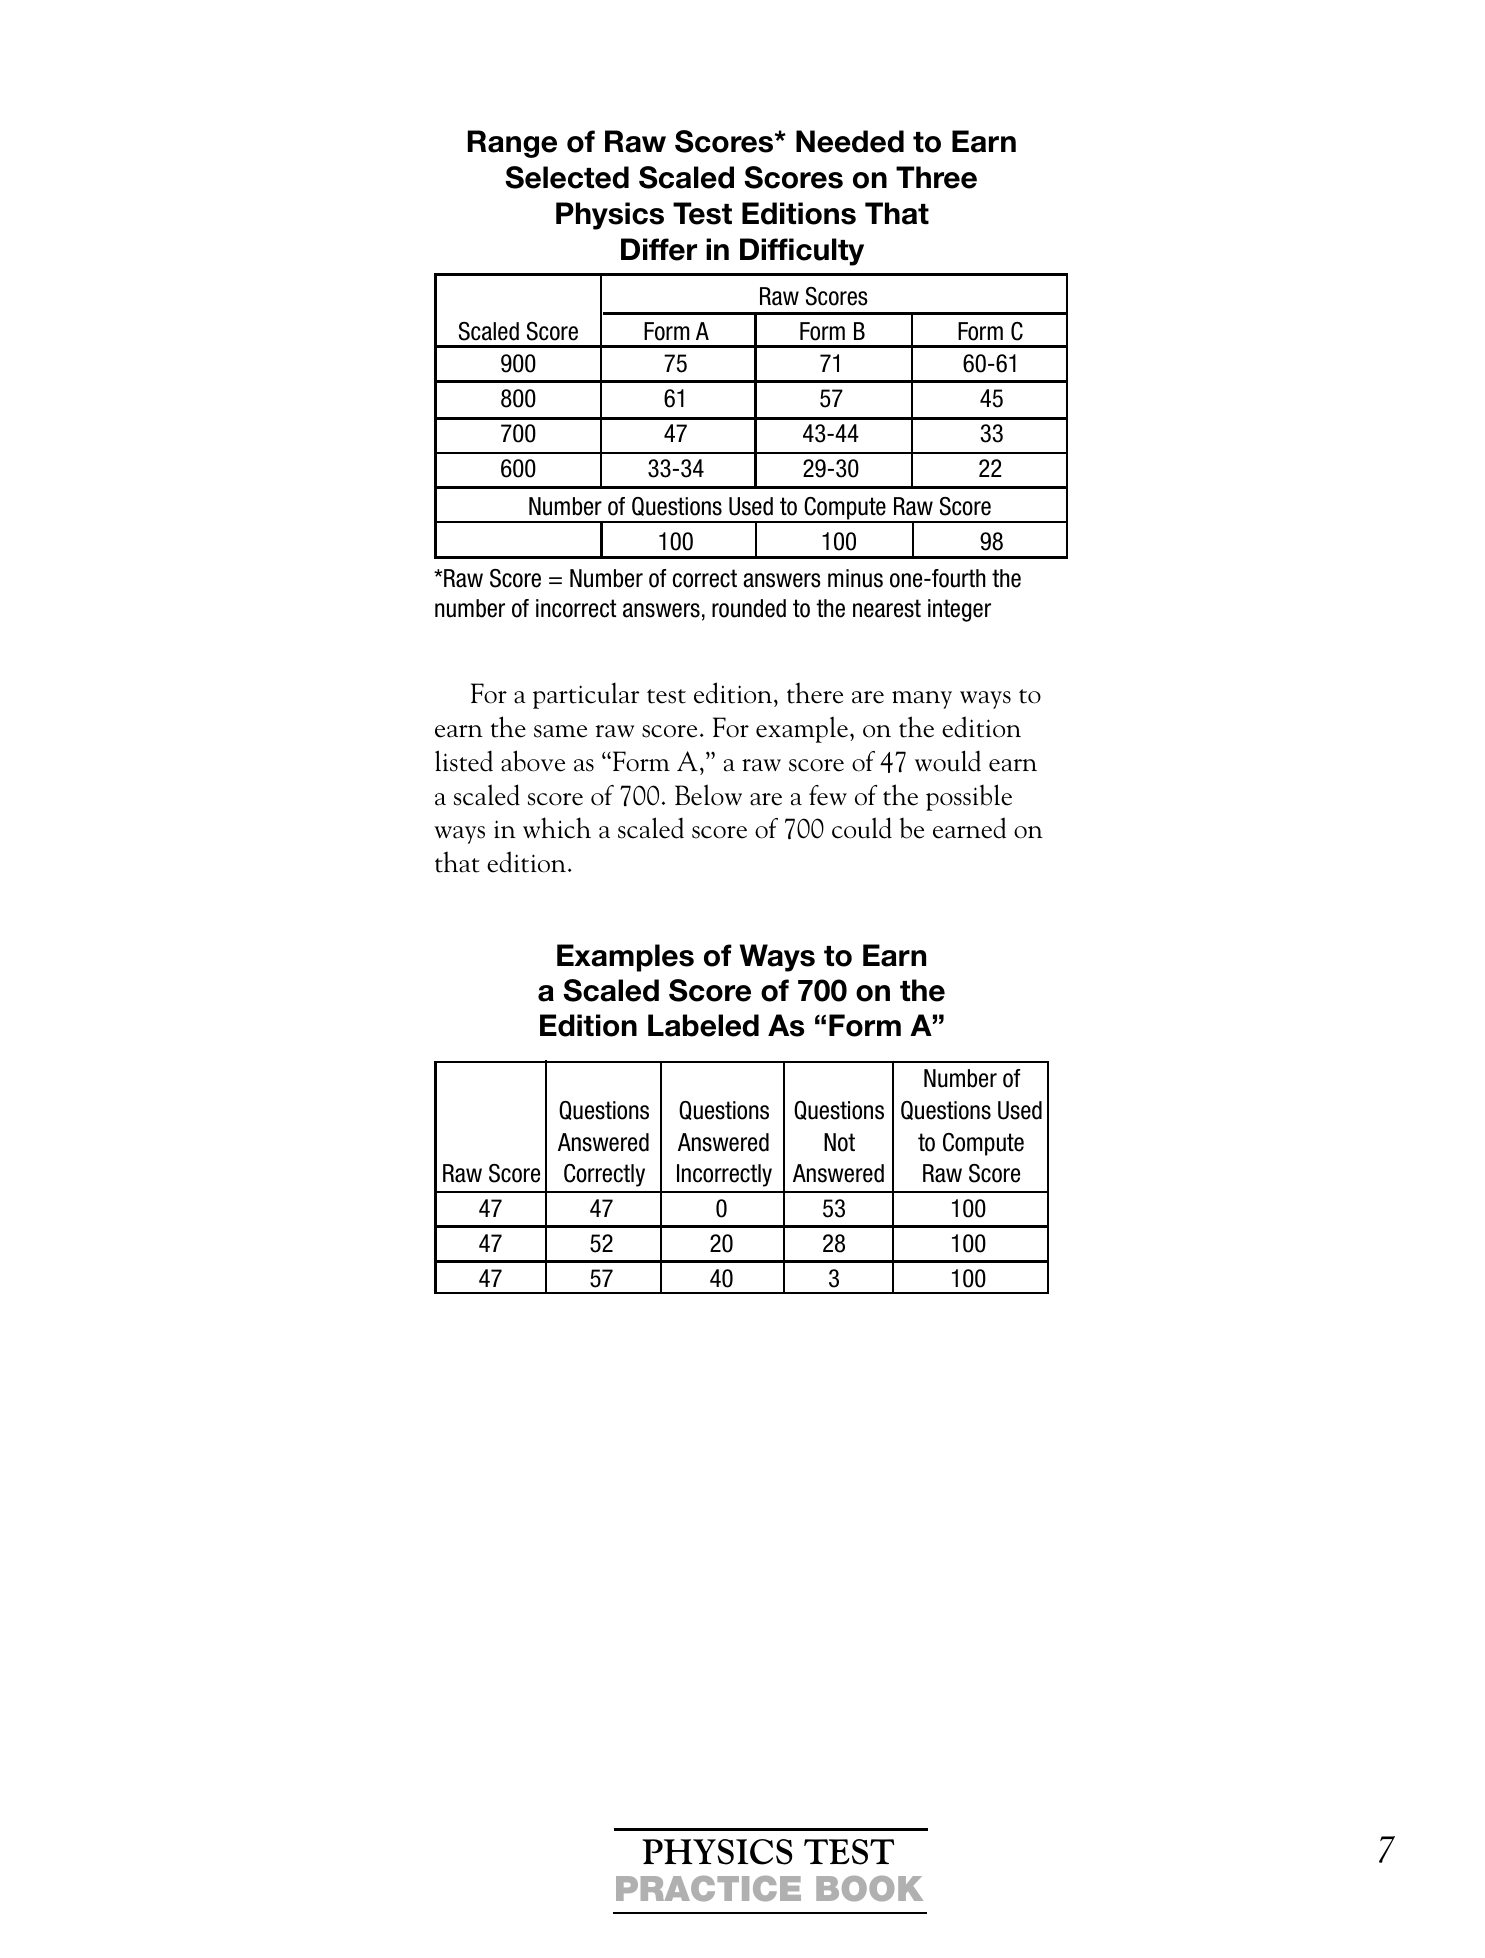 Range of Raw Scores* Needed to Earn
Selected Scaled Scores on Three
Physics Test Editions That
Differ in Difficulty
Raw Scores
Scaled Score Form A Form B Form C
900 75 71 60-61
800 61 57 45
700 47 43-44 33
600 33-34 29-30 22
Number of Questions Used to Compute Raw Score
100 100 98
*Raw Score = Number of correct answers minus one-fourth the
number of incorrect answers, rounded to the nearest integer
For a particular test edition, there are many ways to
earn the same raw score. For example, on the edition
listed above as “Form A,” a raw score of 47 would earn
a scaled score of 700. Below are a few of the possible
ways in which a scaled score of 700 could be earned on
that edition.
Examples of Ways to Earn
a Scaled Score of 700 on the
Edition Labeled As “Form A”
Number of
Questions Questions Questions Questions Used
Answered Answered Not to Compute
Raw Score Correctly Incorrectly Answered Raw Score
47 47 0 53 100
47 52 20 28 100
47 57 40 3 100
PHYSICS TEST
PRACTICE BOOK
7